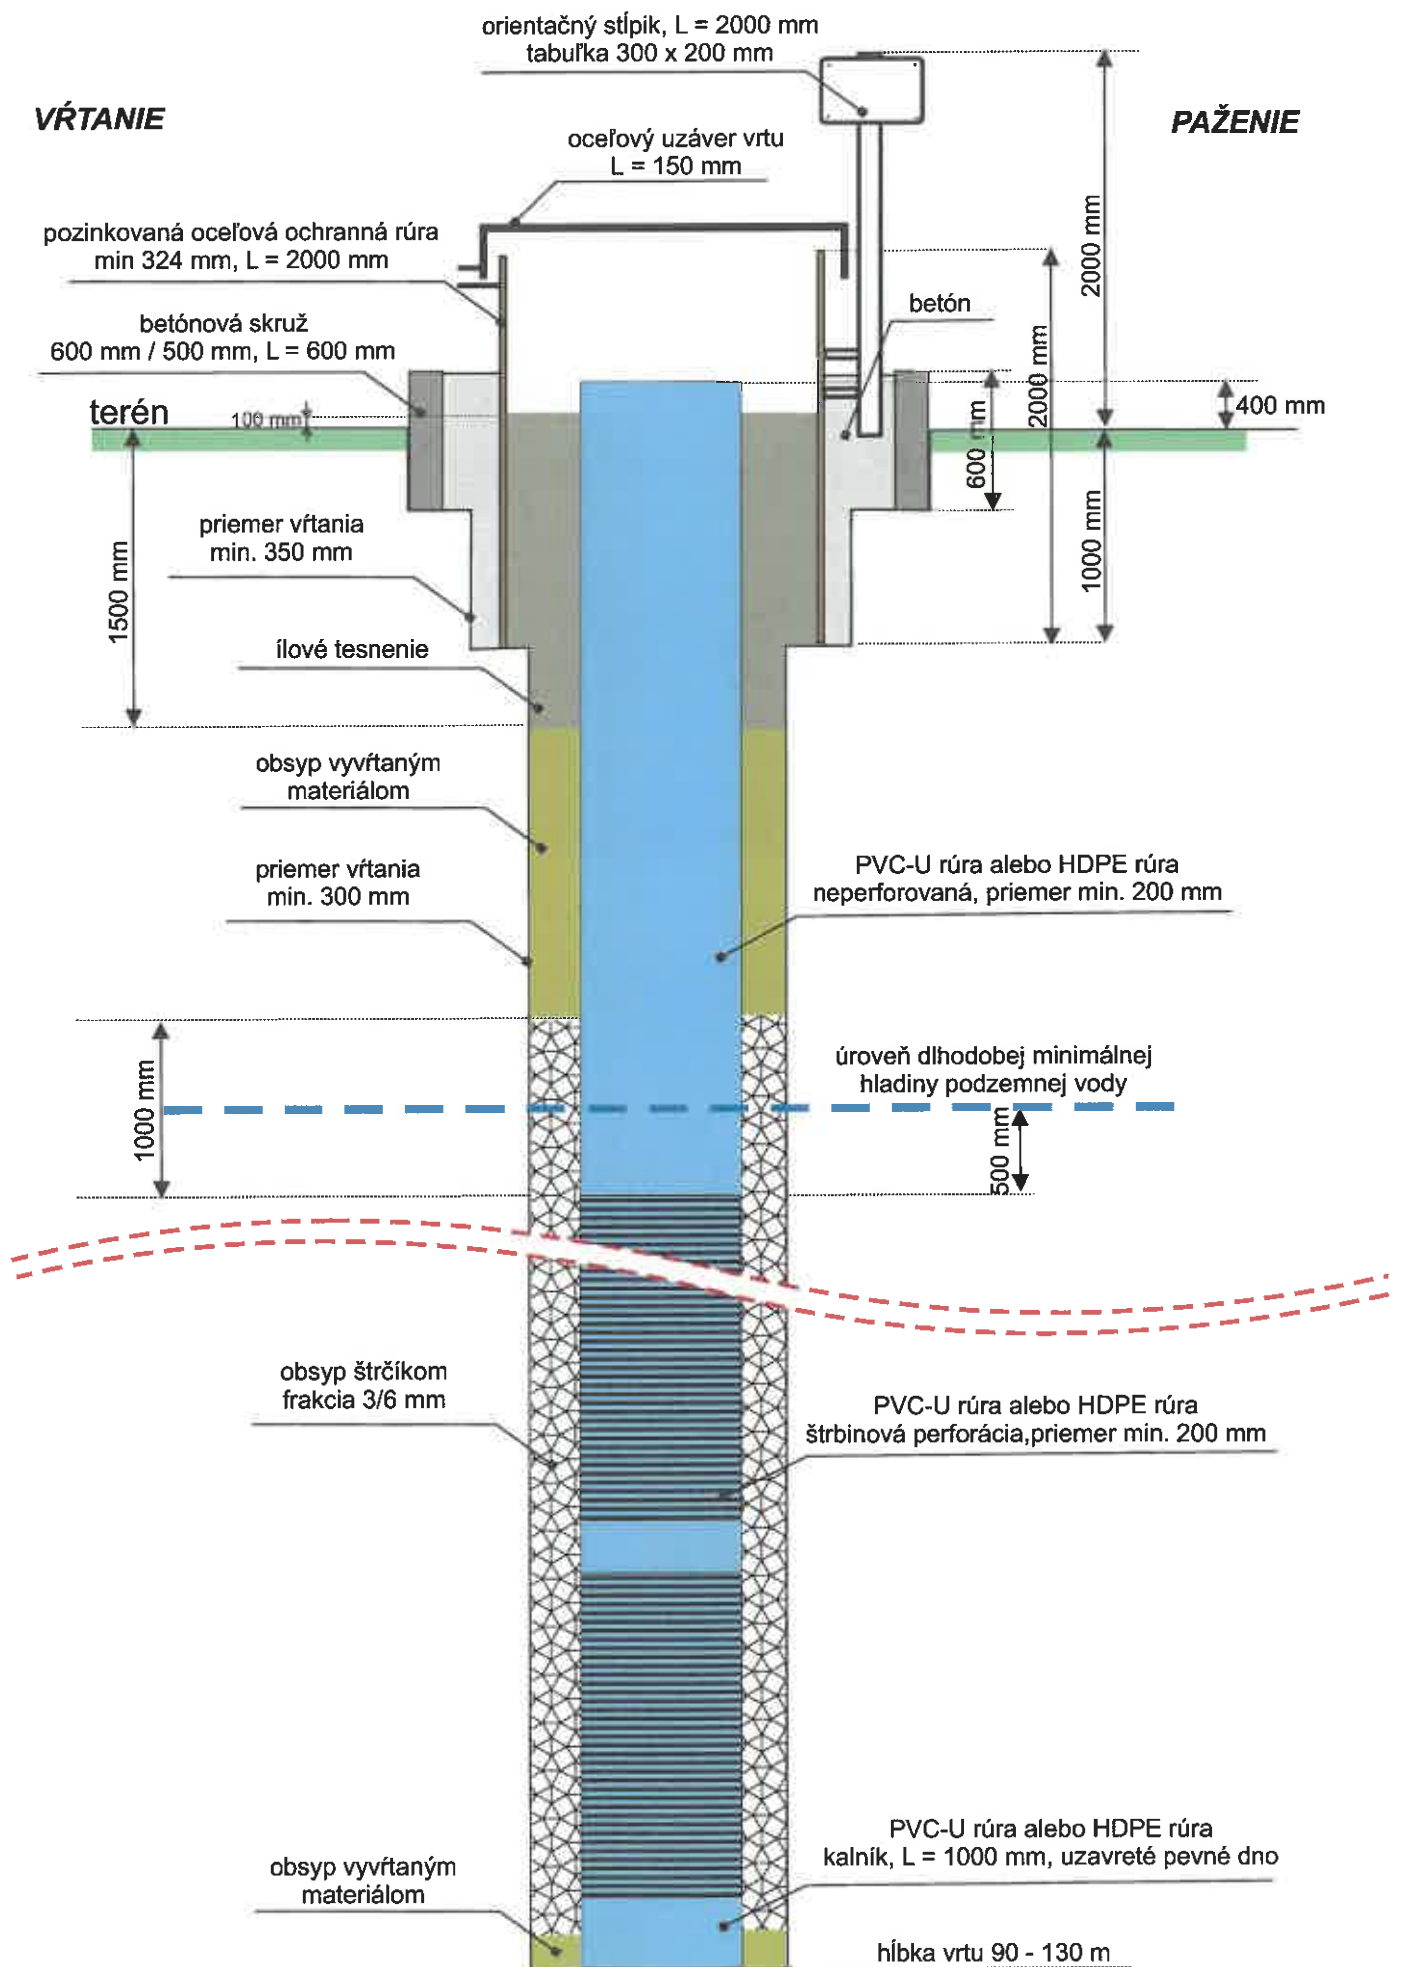 orientačný stĺpik, L = 2000 mm
tabuľka 300 x 200 mm
VŔTANIE
PAŽENIE
oceľový uzáver vrtu
L = 150 mm
2000 mm
pozinkovaná oceľová ochranná rúra
min 324 mm, L = 2000 mm
betón
betónová skruž
600 mm / 500 mm, L = 600 mm
2000 mm
terén
100 mm
400 mm
600 mm
priemer vŕtania
min. 350 mm
1000 mm
1500 mm
ílové tesnenie
obsyp vyvŕtaným
materiálom
priemer vŕtania
min. 300 mm
PVC-U rúra alebo HDPE rúra
neperforovaná, priemer min. 200 mm
úroveň dlhodobej minimálnej
hladiny podzemnej vody
1000 mm
500 mm
obsyp štrčíkom
frakcia 3/6 mm
PVC-U rúra alebo HDPE rúra
štrbinová perforácia,priemer min. 200 mm
PVC-U rúra alebo HDPE rúra
kalník, L = 1000 mm, uzavreté pevné dno
obsyp vyvŕtaným
materiálom
hĺbka vrtu 90 - 130 m